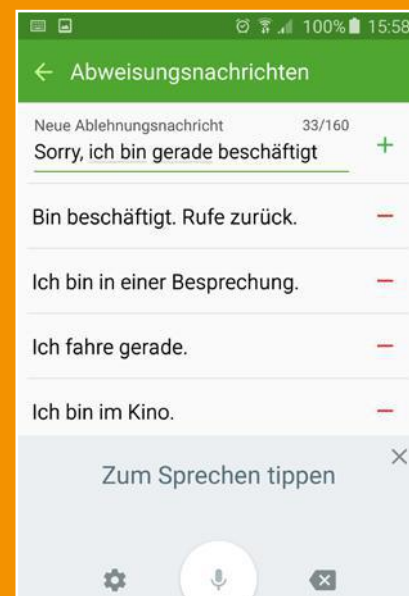 100% 15:58
Abweisungsnachrichten
Neue Ablehnungsnachricht 33/160
Sorry, ich bin gerade beschäftigt
Bin beschäftigt. Rufe zurück.
Ich bin in einer Besprechung.
Ich fahre gerade.
Ich bin im Kino.
Zum Sprechen tippen